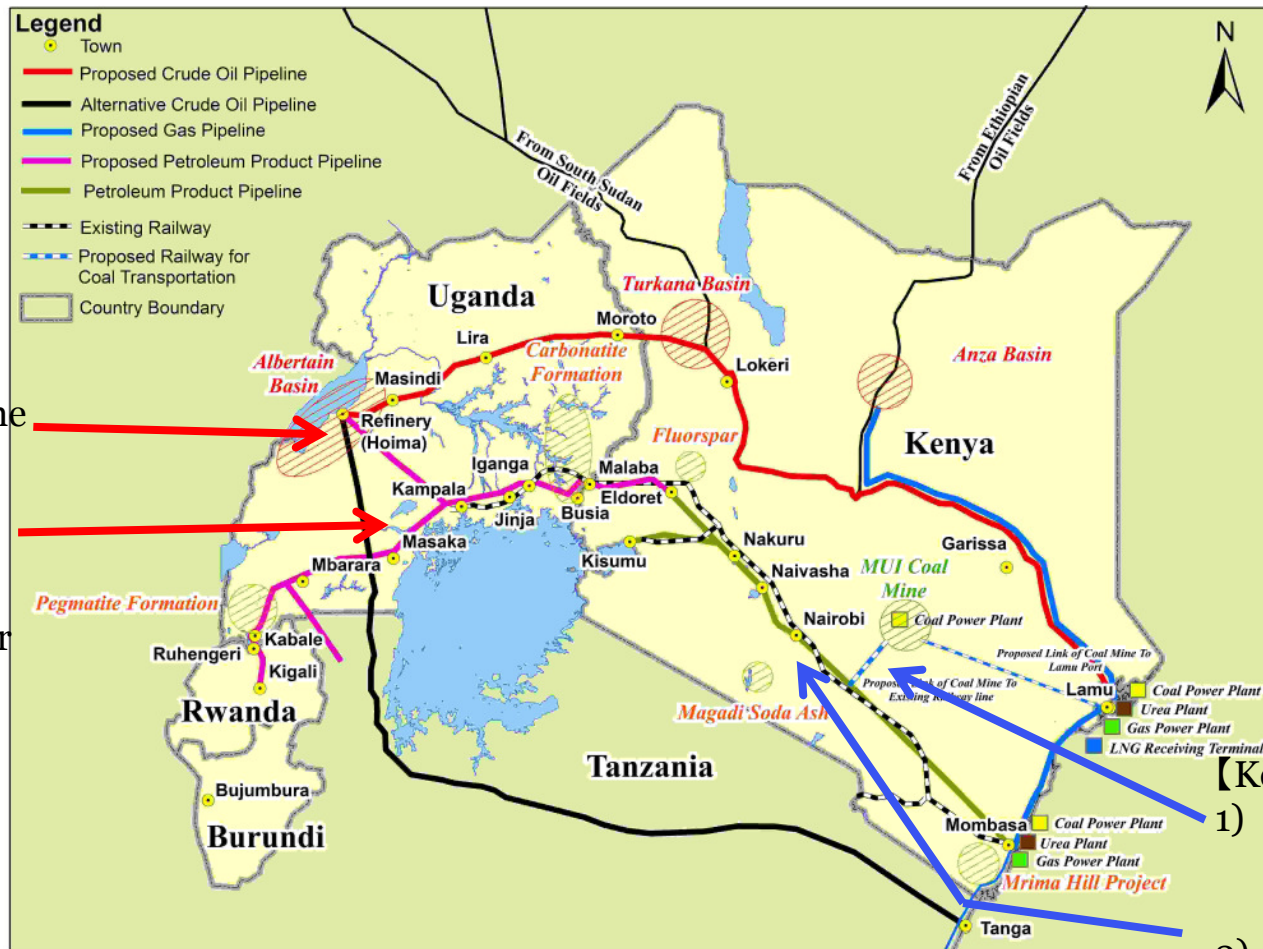 Legend
Town
Proposed Crude Oil Pipeline
Alternative Crude Oil Pipeline
Proposed Gas Pipeline
Proposed Petroleum Product Pipeline
Petroleum Product Pipeline
Existing Railway
Proposed Railway for
Coal Transportation
Country Boundary
N
From South Sudan
Oil Fields
From Ethiopian
Oil Fields
Uganda
Turkana Basin
Moroto
Lira
Carbonatite
Formation
Albertain
Basin
Masindi
Lokeri
Anza Basin
Refinery
(Hoima)
Fluorspar
Kenya
Iganga
Malaba
Kampala
Eldoret
Jinja
Busia
Masaka
Kisumu
Nakuru
Garissa
Mbarara
Naivasha
MUI Coal
Mine
Pegmatite Formation
Nairobi
Coal Power Plant
Kabale
Ruhengeri
Kigali
Proposed Link of Coal Mine To
Lamu Port
Lamu
Coal Power Plant
Urea Plant
Gas Power Plant
LNG Receiving Terminal
Link of Coal Mine To
Existing Railway line
Magadi Soda Ash
Rwanda
Tanzania
Bujumbura
Burundi
1)
Mombasa
Coal Power Plant
Urea Plant
Gas Power Plant
Mrima Hill Project
Tanga